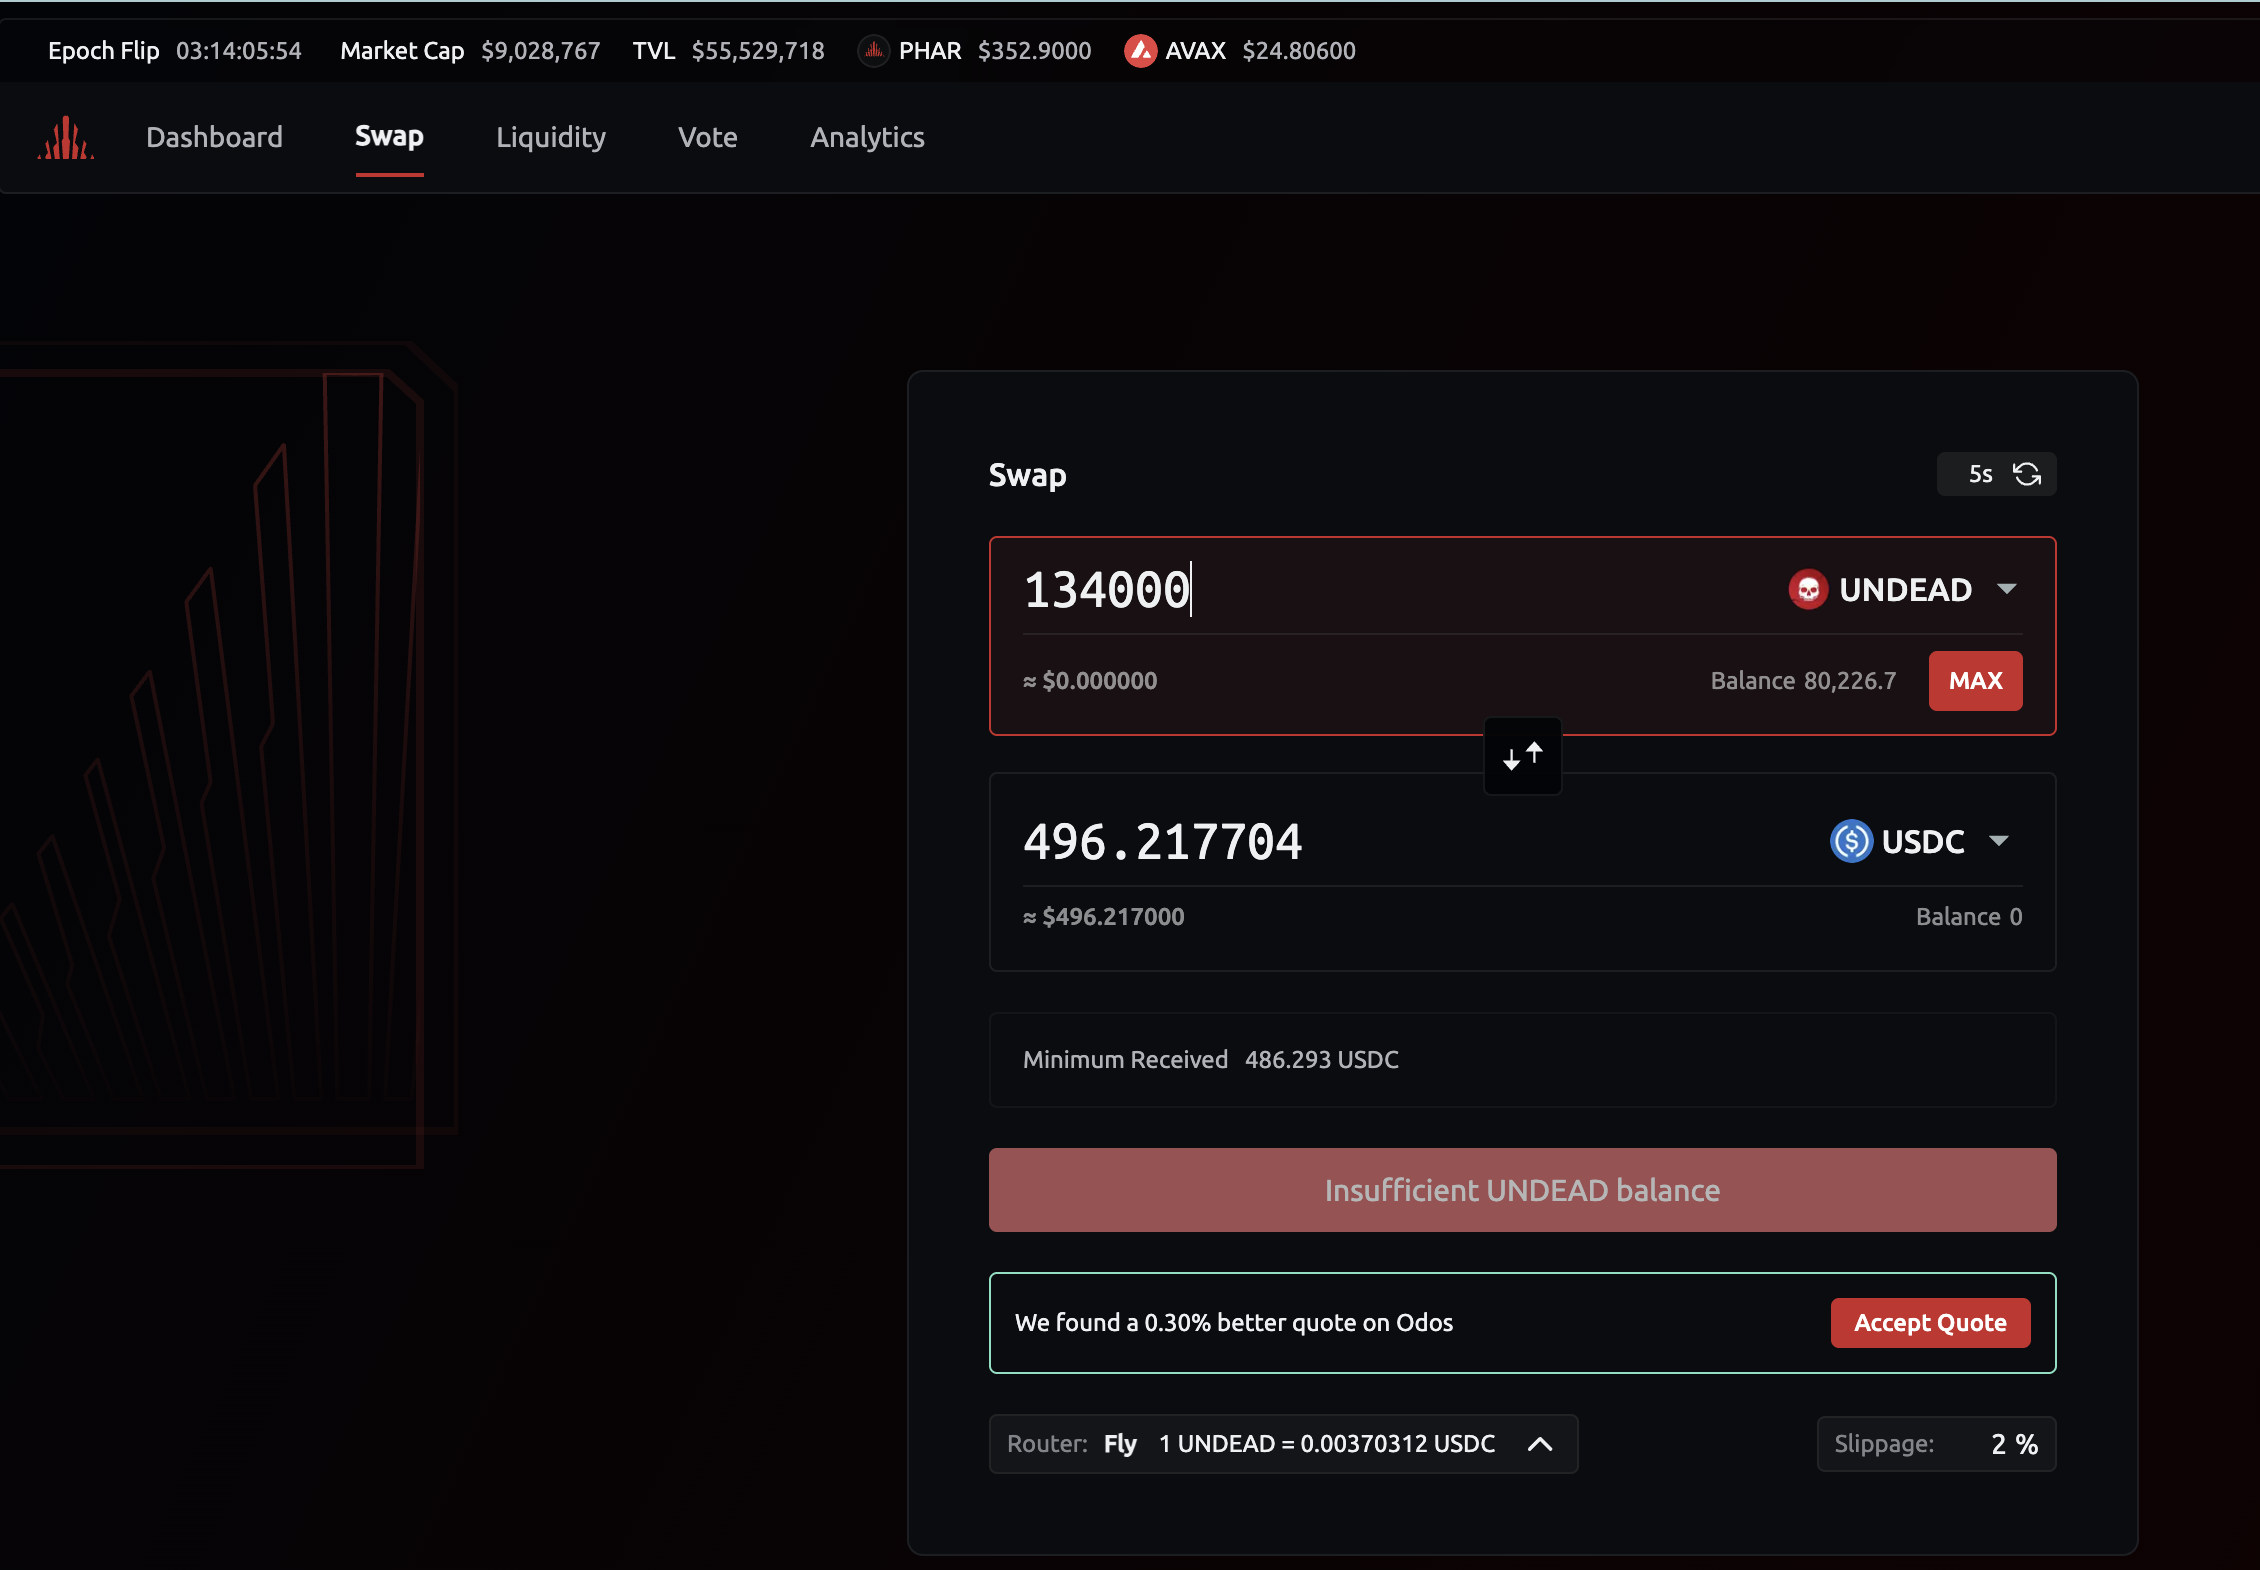 Epoch Flip 03:14:05:54 Market Cap $9,028,767 TVL $55,529,718 PHAR $352.9000 AVAX $24.80600
Dashboard Swap Liquidity Vote Analytics
Swap 5s
134000 UNDEAD
≈ $0.000000 Balance 80,226.7 MAX
496.217704 USDC
≈ $496.217000 Balance 0
Minimum Received 486.293 USDC
Insufficient UNDEAD balance
We found a 0.30% better quote on Odos Accept Quote
Router: Fly 1 UNDEAD = 0.00370312 USDC Slippage: 2 %